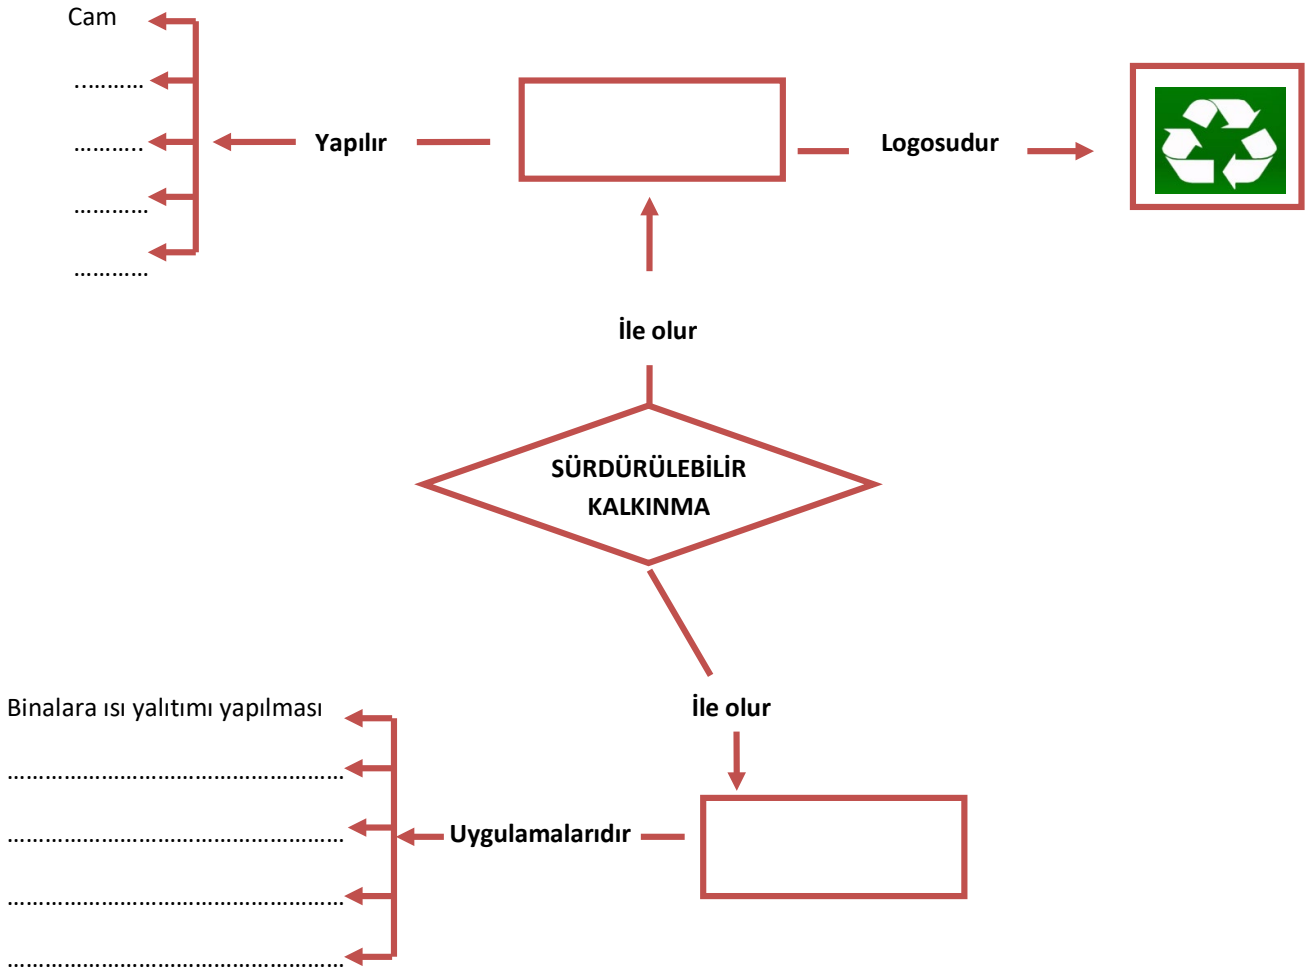 Cam
...........
Yapılır
Logosudur
...........
............
............
İle olur
SÜRDÜRÜLEBİLİR
KALKINMA
İle olur
Binalara ısı yalıtımı yapılması
......................................................
Uygulamalarıdır
......................................................
......................................................
......................................................